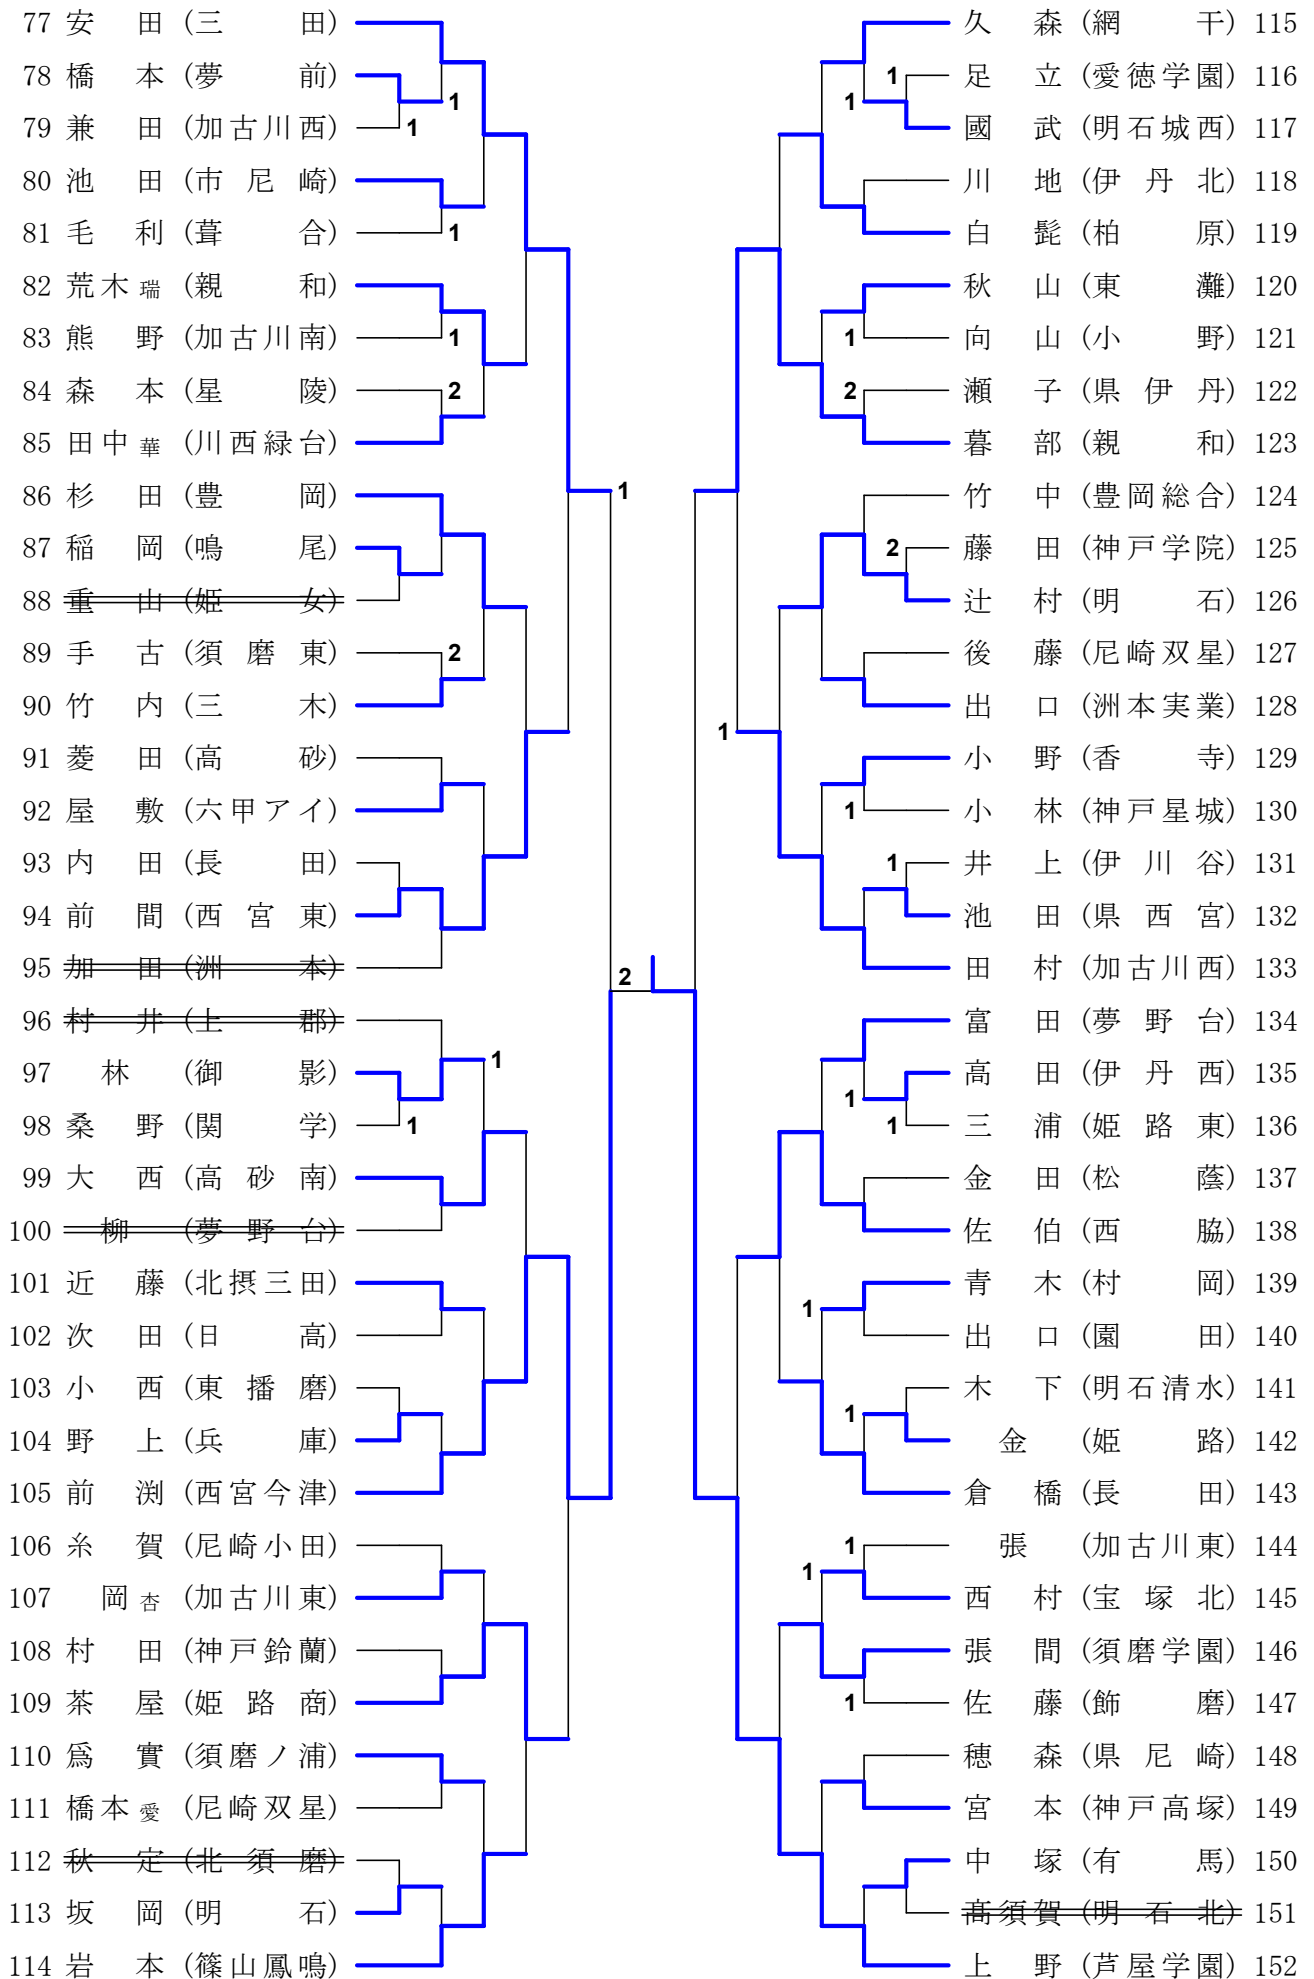 77 安田 (三田)
78 橋本 (夢前)
79 兼田 (加古川西)
80 池田 (市尼崎)
81 毛利 (葺合)
82 荒木瑞 (親和)
83 熊野 (加古川南)
84 森本 (星陵)
85 田中華 (川西緑台)
86 杉田 (豊岡)
87 稲岡 (鳴尾)
88 重山 (姫女)
89 手古 (須磨東)
90 竹内 (三木)
91 菱田 (高砂)
92 屋敷 (六甲アイ)
93 内田 (長田)
94 前間 (西宮東)
95 加田 (洲本)
96 村井 (上郡)
97 林 (御影)
98 桑野 (関学)
99 大西 (高砂南)
100 柳 (夢野台)
101 近藤 (北摂三田)
102 次田 (日高)
103 小西 (東播磨)
104 野上 (兵庫)
105 前渕 (西宮今津)
106 糸賀 (尼崎小田)
107 岡杏 (加古川東)
108 村田 (神戸鈴蘭)
109 茶屋 (姫路商)
110 爲實 (須磨ノ浦)
111 橋本愛 (尼崎双星)
112 秋定 (北須磨)
113 坂岡 (明石)
114 岩本 (篠山鳳鳴)
1
1
1
1
2
1
2
1
1
2
久森 (網干) 115
足立 (愛徳学園) 116
國武 (明石城西) 117
川地 (伊丹北) 118
白髭 (柏原) 119
秋山 (東灘) 120
向山 (小野) 121
瀬子 (県伊丹) 122
暮部 (親和) 123
竹中 (豊岡総合) 124
藤田 (神戸学院) 125
辻村 (明石) 126
後藤 (尼崎双星) 127
出口 (洲本実業) 128
小野 (香寺) 129
小林 (神戸星城) 130
井上 (伊川谷) 131
池田 (県西宮) 132
田村 (加古川西) 133
富田 (夢野台) 134
高田 (伊丹西) 135
三浦 (姫路東) 136
金田 (松蔭) 137
佐伯 (西脇) 138
青木 (村岡) 139
出口 (園田) 140
木下 (明石清水) 141
金 (姫路) 142
倉橋 (長田) 143
張 (加古川東) 144
西村 (宝塚北) 145
張間 (須磨学園) 146
佐藤 (飾磨) 147
穂森 (県尼崎) 148
宮本 (神戸高塚) 149
中塚 (有馬) 150
髙須賀 (明石北) 151
上野 (芦屋学園) 152
1
1
1
2
2
1
1
1
1
1
1
1
1
1
1